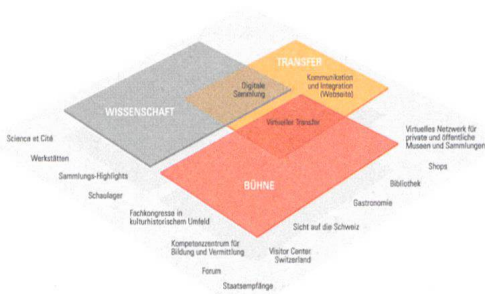 TRANSFER
Kommunikation
und Integration
(Webseite)
Digitale
Sammlung
WISSENSCHAFT
Virtueller Transfer
Science et Cité
Werkstätten
Sammlungs-Highlights
Schaulager
Fachkongresse in
kulturhistorischem Umfeld
Kompetenzzentrum für
Bildung und Vermittlung
Forum
Staatsempfänge
BÜHNE
Virtuelles Netzwerk für
private und öffentliche
Museen und Sammlungen
Shops
Bibliothek
Gastronomie
Sicht auf die Schweiz
Visitor Center
Switzerland